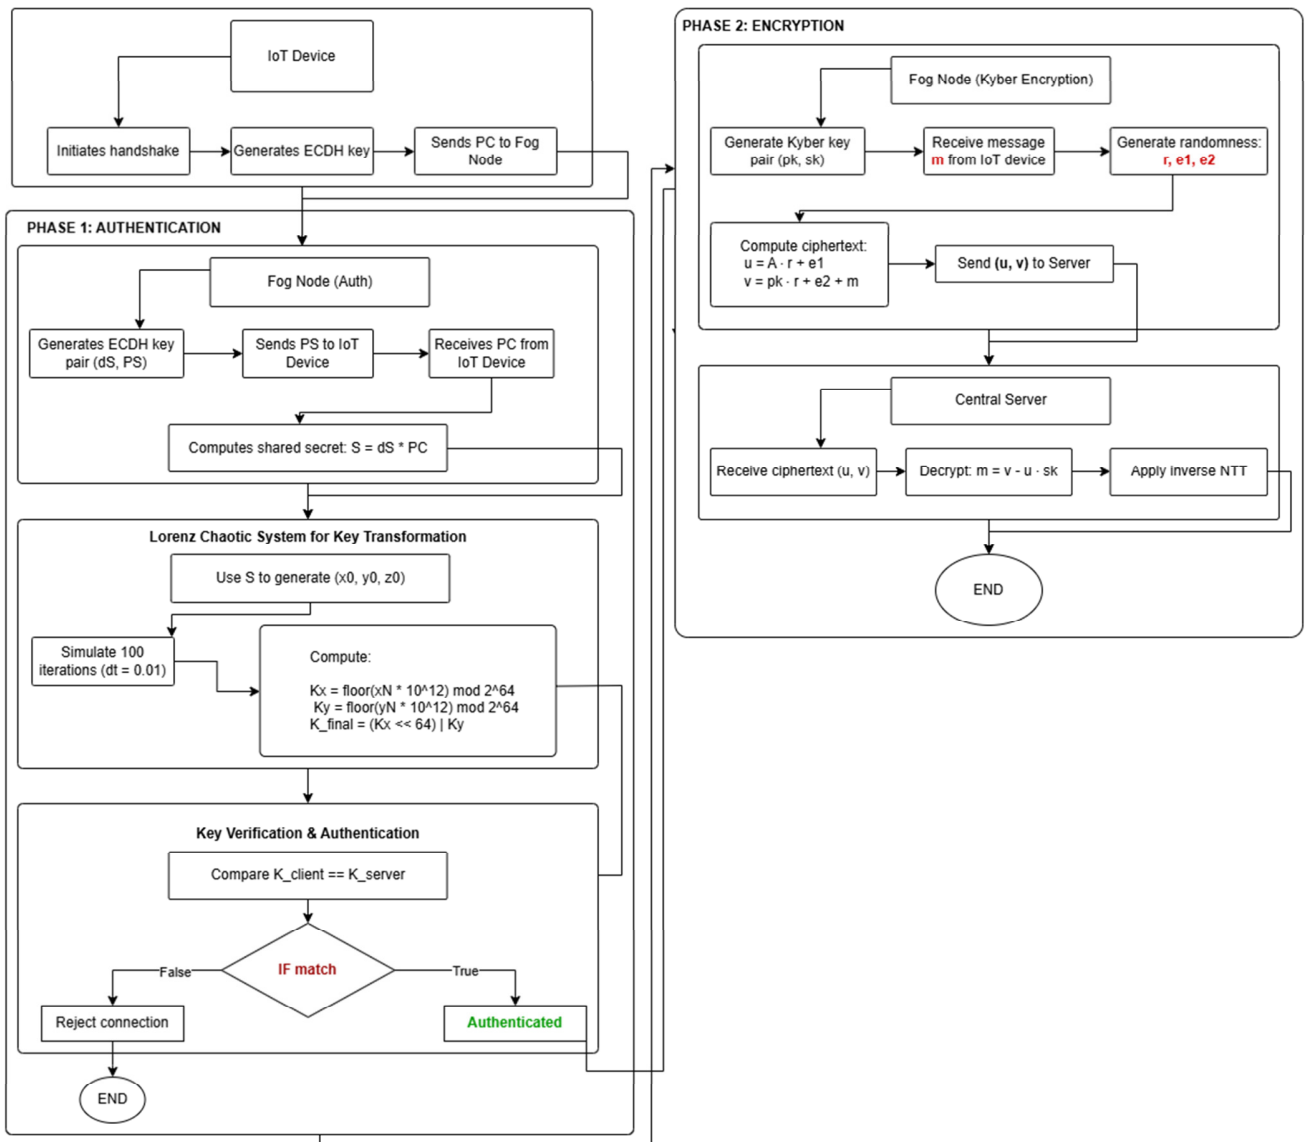 IoT Device
Initiates handshake
Generates ECDH key
Sends PC to Fog
Node
PHASE 1: AUTHENTICATION
Fog Node (Auth)
Generates ECDH key
pair (dS, PS)
Sends PS to IoT
Device
Receives PC from
IoT Device
Computes shared secret: S = dS * PC
Lorenz Chaotic System for Key Transformation
Use S to generate (x0, y0, z0)
Simulate 100
iterations (dt = 0.01)
Compute:
Kx = floor(xN * 10^12) mod 2^64
Ky = floor(yN * 10^12) mod 2^64
K_final = (Kx << 64) | Ky
Key Verification & Authentication
Compare K_client == K_server
IF match
False
True
Reject connection
Authenticated
END
PHASE 2: ENCRYPTION
Fog Node (Kyber Encryption)
Generate Kyber key
pair (pk, sk)
Receive message
m from IoT device
Generate randomness:
r, e1, e2
Compute ciphertext:
u = A · r + e1
v = pk · r + e2 + m
Send (u, v) to Server
Central Server
Receive ciphertext (u, v)
Decrypt: m = v - u · sk
Apply inverse NTT
END